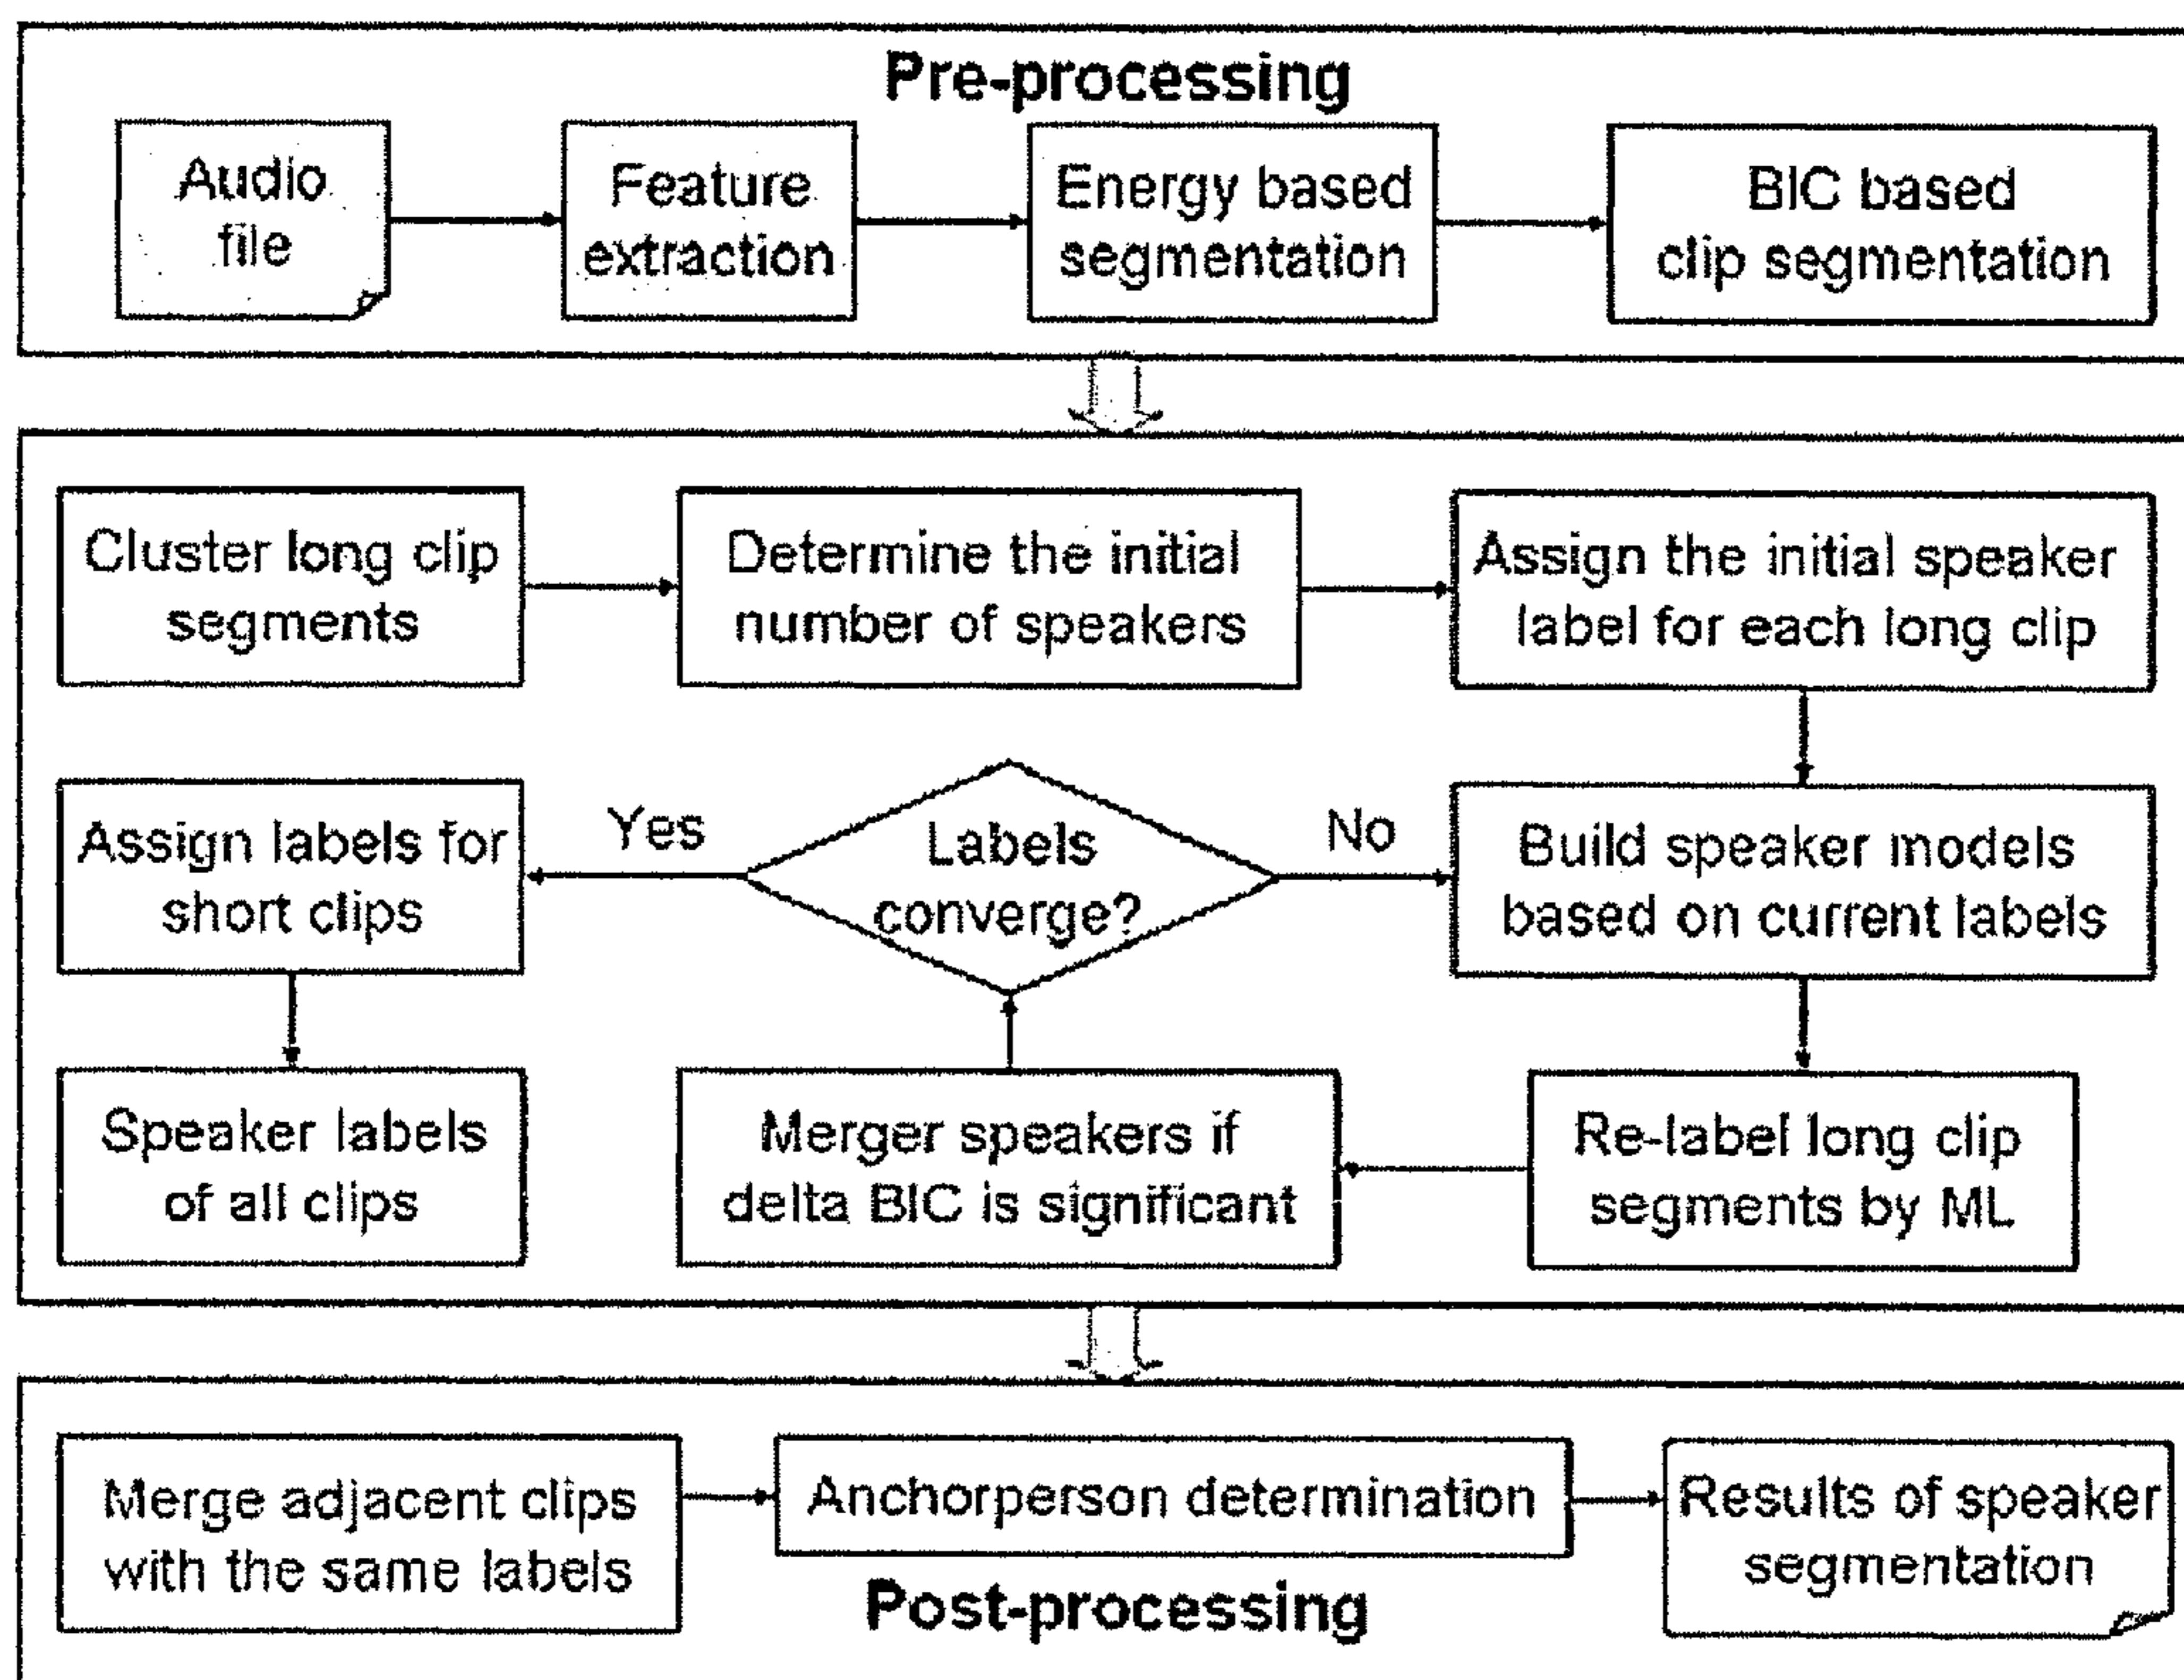 Pre-processing
Audio
file
Feature
extraction
Energy based
segmentation
BIC based
clip segmentation
Cluster long clip
segments
Determine the initial
number of speakers
Assign the initial speaker
label for each long clip
Assign labels for
short clips
Yes
Labels
converge?
No
Build speaker models
based on current labels
Speaker labels
of all clips
Merger speakers if
delta BIC is significant
Re-label long clip
segments by ML
Merge adjacent clips
with the same labels
Anchorperson determination
Results of speaker
segmentation
Post-processing